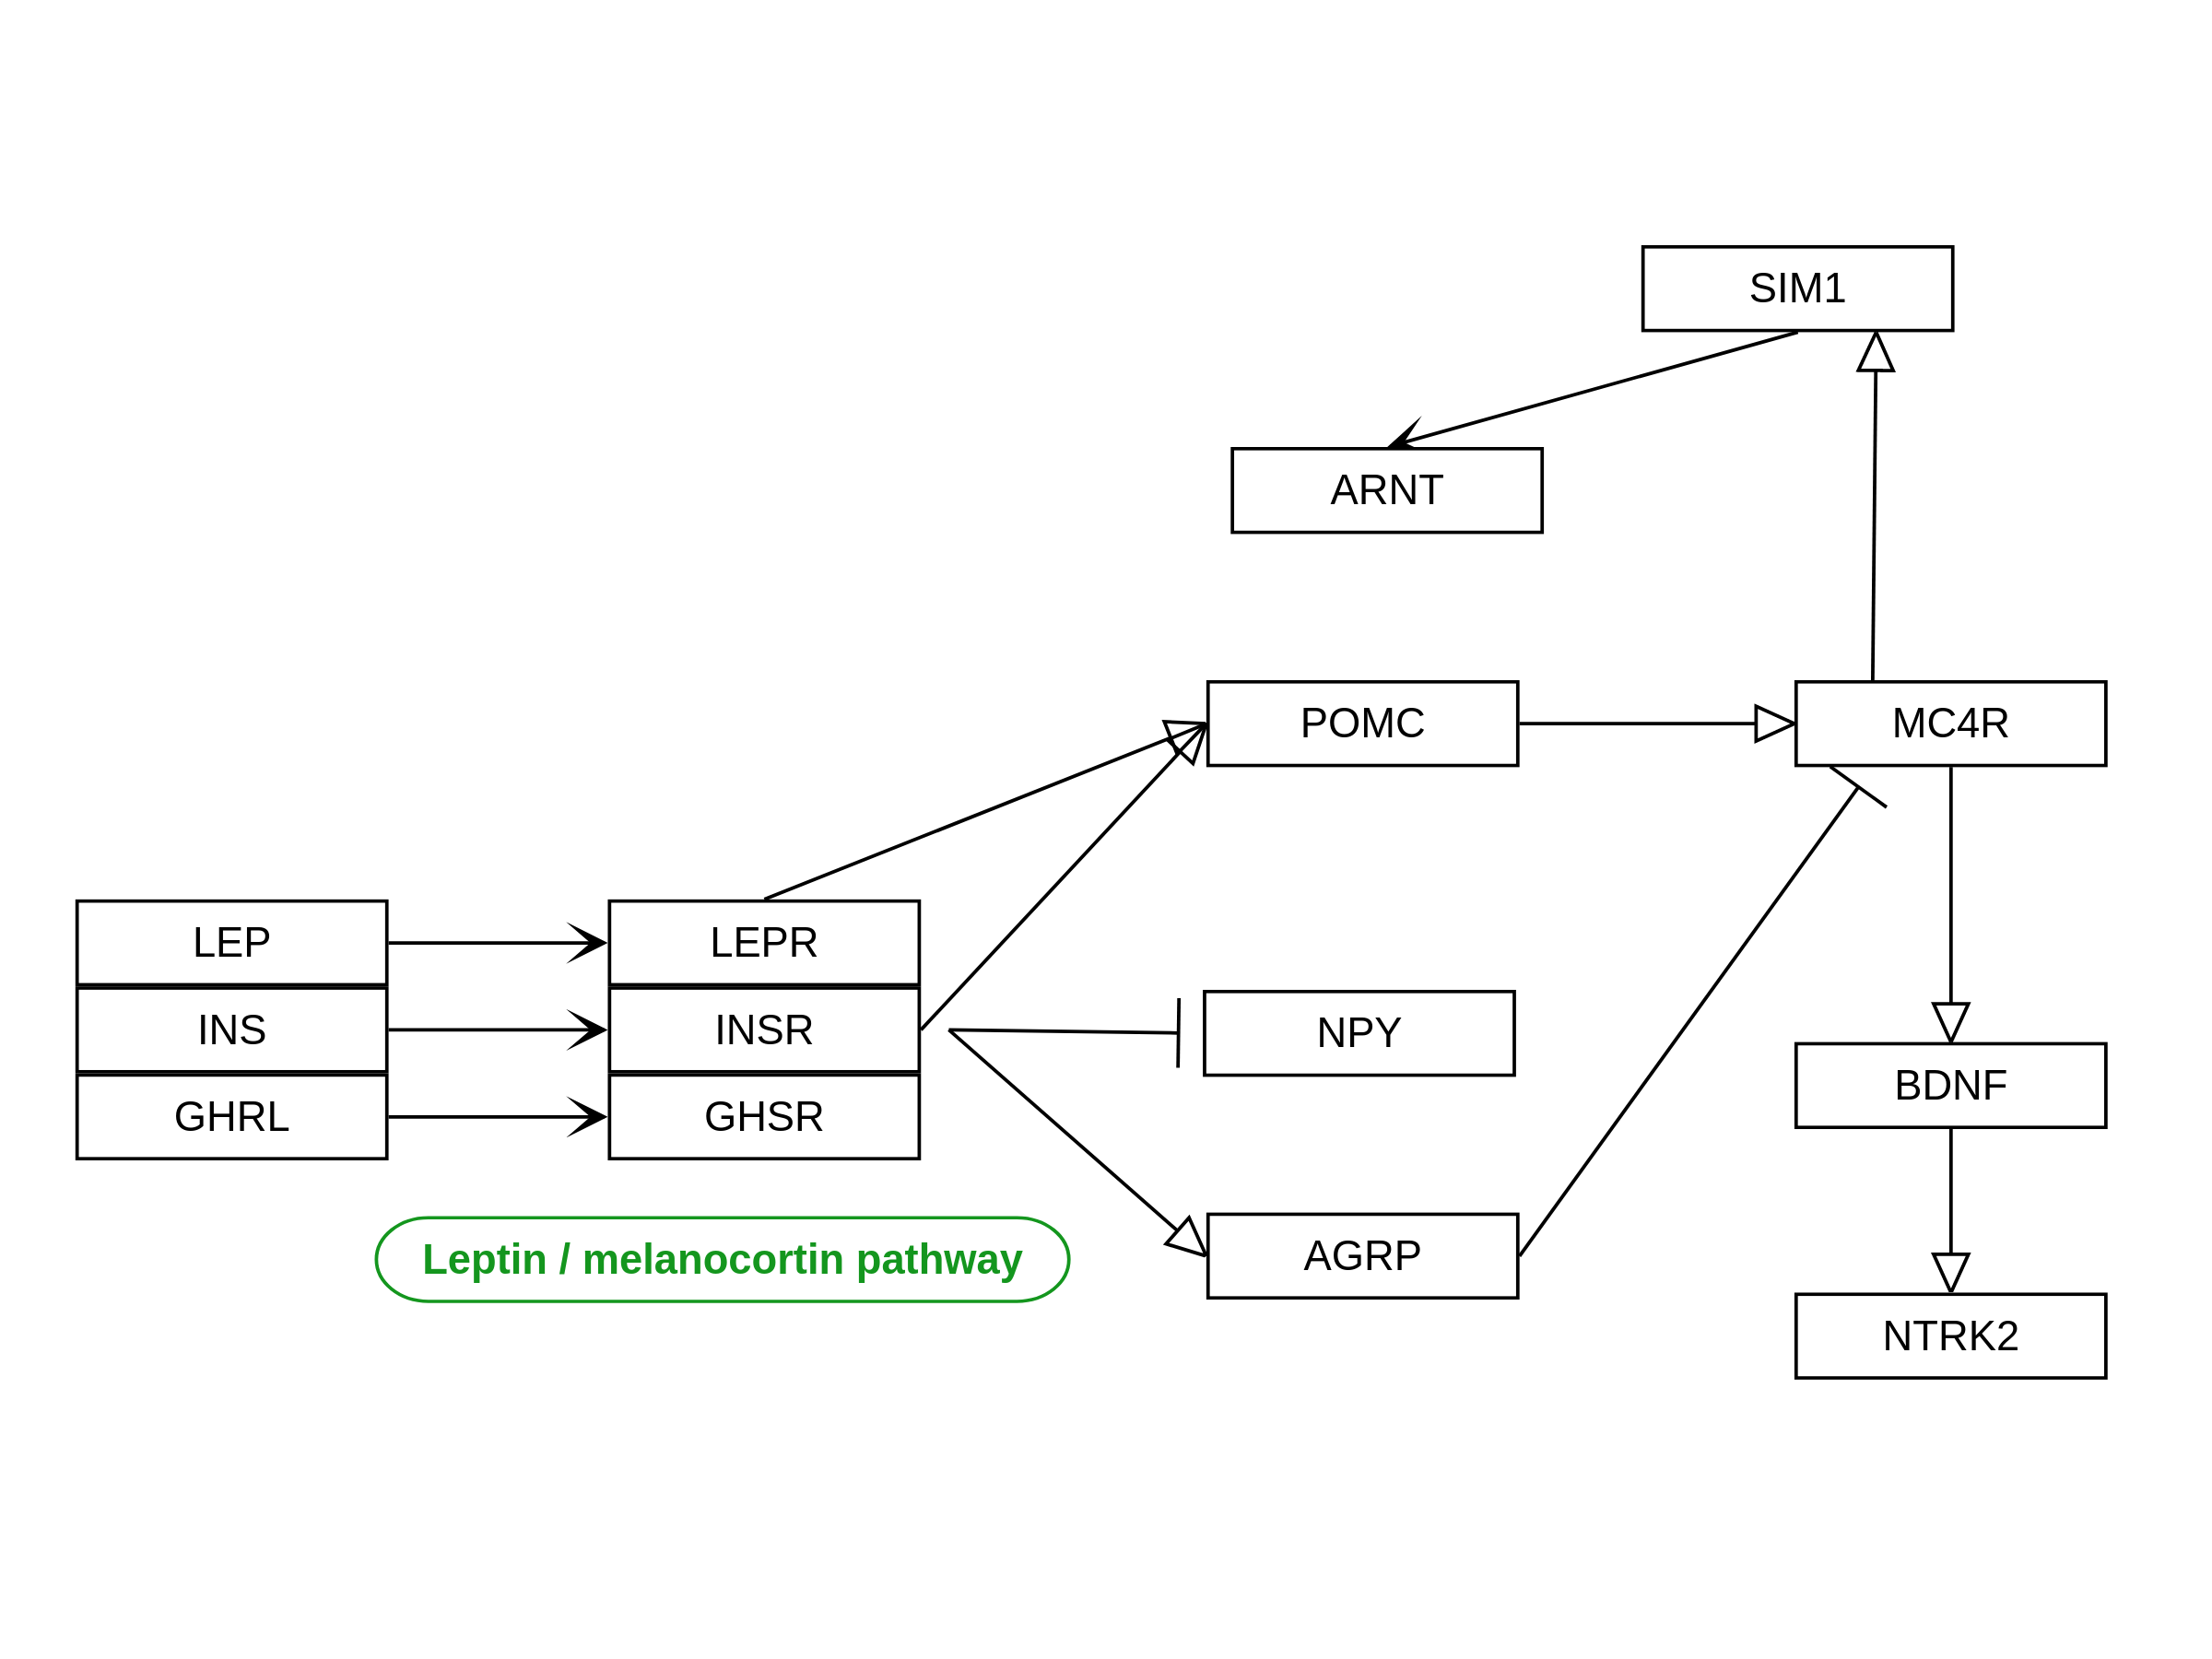 SIM1
ARNT
POMC
MC4R
LEP
LEPR
INS
INSR
NPY
GHRL
GHSR
BDNF
Leptin / melanocortin pathway
AGRP
NTRK2